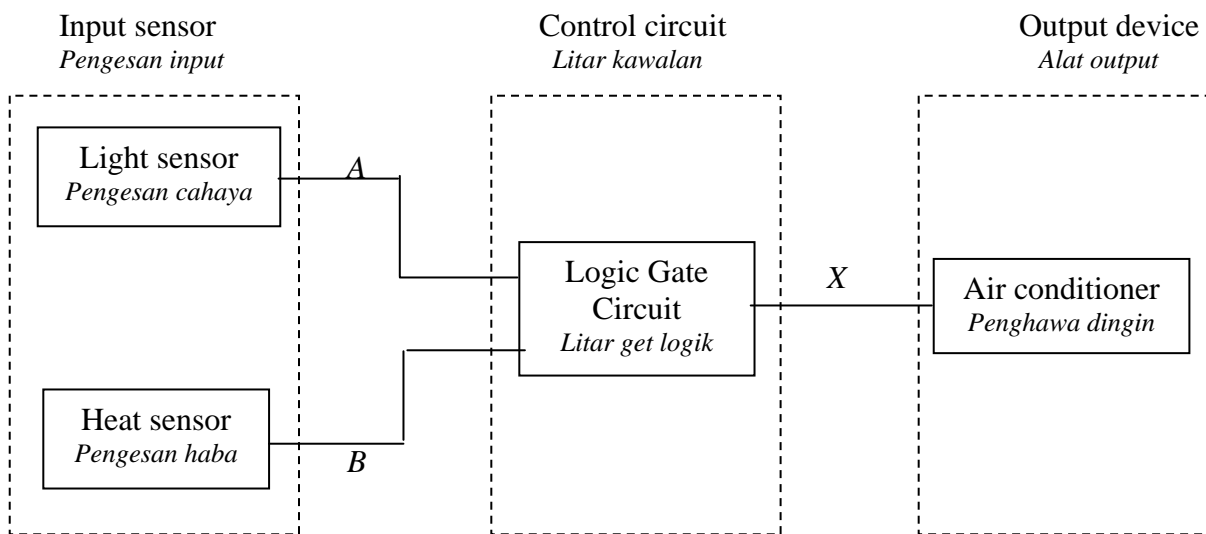 Input sensor
Pengesan input
Control circuit
Litar kawalan
Output device
Alat output
Light sensor
Pengesan cahaya
A
Logic Gate
Circuit
Litar get logik
X
Air conditioner
Penghawa dingin
Heat sensor
Pengesan haba
B